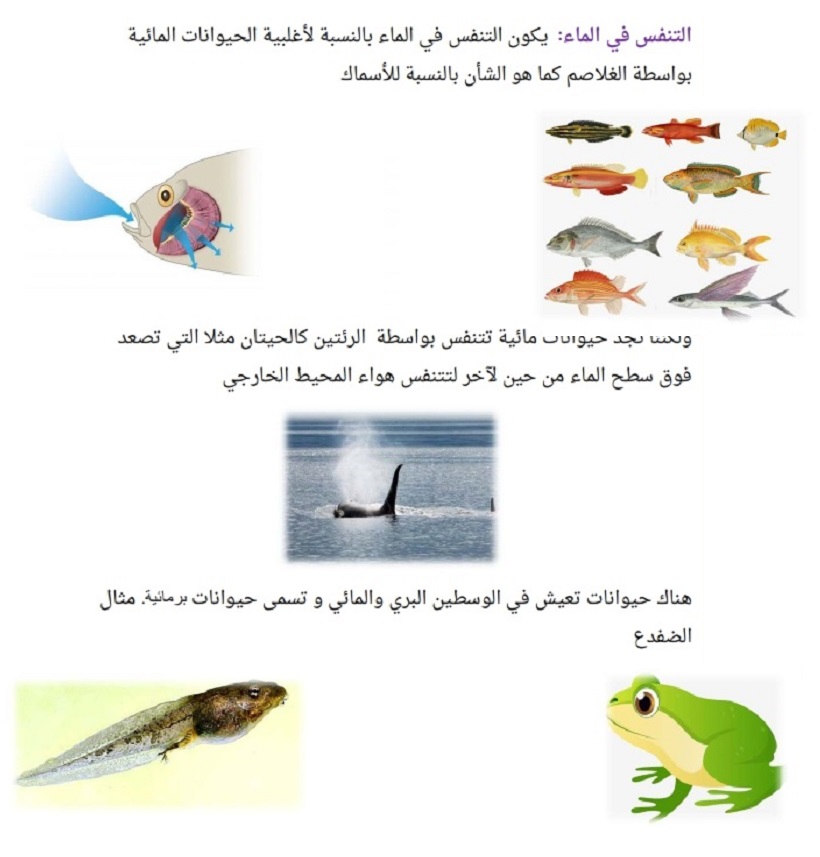 التنفس في الماء: يكون التنفس في الماء بالنسبة لأغلبية الحيوانات المائية
بواسطة الغلاصم كما هو الشأن بالنسبة للأسماك
ولكننا نجد حيوانات مائية تتنفس بواسطة الرئتين كالحيتان مثلا التي تصعد
فوق سطح الماء من حين لآخر لتتنفس هواء المحيط الخارجي
هناك حيوانات تعيش في الوسطين البري والمائي و تسمى حيوانات برمائية. مثال
الضفدع